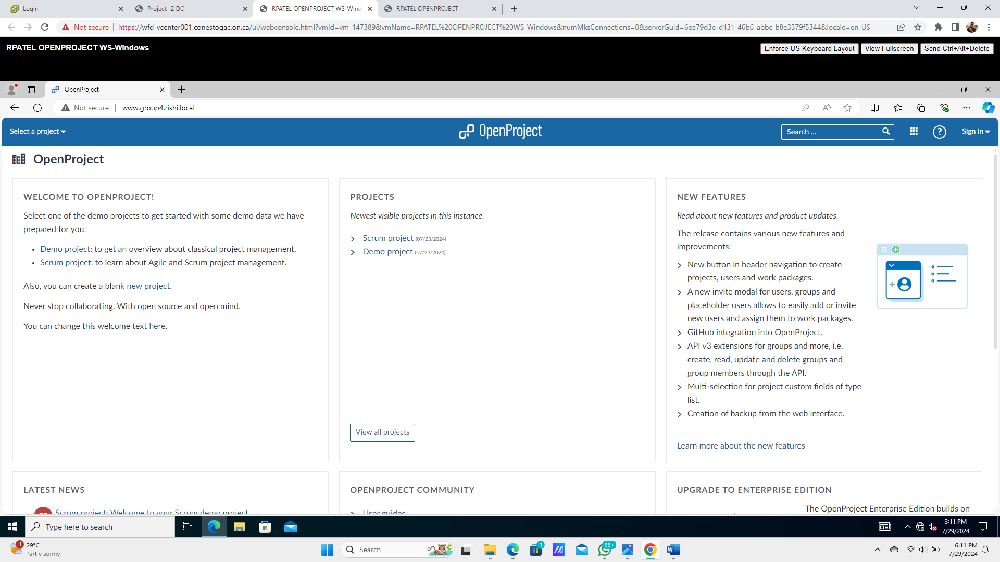 Login
Project -2 DC
RPATEL OPENPROJECT WS-Wind
RPATEL OPENPROJECT
Not secure
https://wfd-vcenter001.conestogac.on.ca/ui/webconsole.html?vmId=vm-147389&vmName=RPATEL%20OPENPROJECT%20WS-Windows&numMksConnections=0&serverGuid=6ea79d3e-d131-46b6-abbc-b8e3379f5344&locale=en-US
RPATEL OPENPROJECT WS-Windows
Enforce US Keyboard Layout
View Fullscreen
Send Ctrl+Alt+Delete
OpenProject
Not secure
www.group4.rishi.local
Select a project
OpenProject
Search ...
?
Sign in
OpenProject
WELCOME TO OPENPROJECT!
Select one of the demo projects to get started with some demo data we have
prepared for you.
Demo project: to get an overview about classical project management.
Scrum project: to learn about Agile and Scrum project management.
Also, you can create a blank new project.
Never stop collaborating. With open source and open mind.
You can change this welcome text here.
PROJECTS
Newest visible projects in this instance.
Scrum project (07/23/2024)
Demo project (07/23/2024)
View all projects
NEW FEATURES
Read about new features and product updates.
The release contains various new features and
improvements:
New button in header navigation to create
projects, users and work packages.
A new invite modal for users, groups and
placeholder users allows to easily add or invite
new users and assign them to work packages.
GitHub integration into OpenProject.
API v3 extensions for groups and more, i.e.
create, read, update and delete groups and
group members through the API.
Multi-selection for project custom fields of type
list.
Creation of backup from the web interface.
Learn more about the new features
LATEST NEWS
Scrum project: Welcome to your Scrum demo project
OPENPROJECT COMMUNITY
User guides
UPGRADE TO ENTERPRISE EDITION
The OpenProject Enterprise Edition builds on
Type here to search
3:11 PM
7/29/2024
1
29°C
Partly sunny
Search
1
99+
6:11 PM
7/29/2024